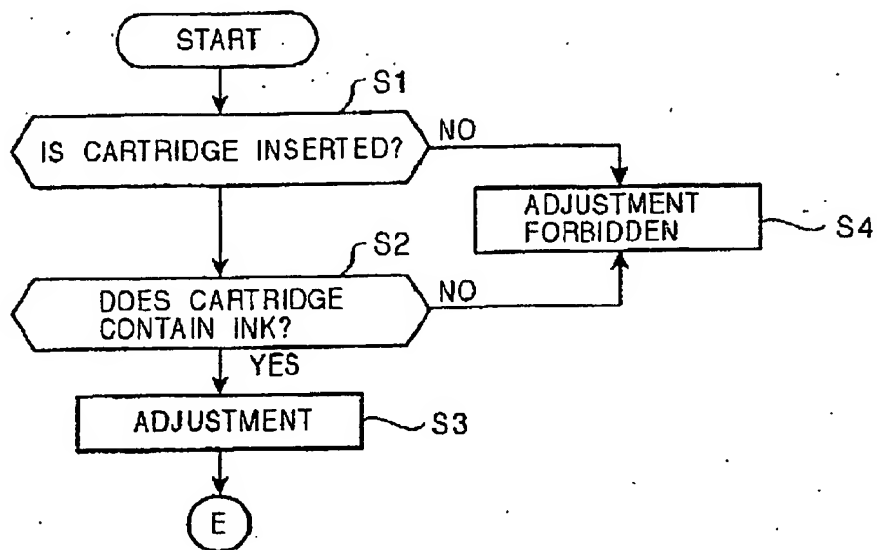 START
S1
IS CARTRIDGE INSERTED?
NO
ADJUSTMENT
FORBIDDEN
S4
S2
DOES CARTRIDGE
CONTAIN INK?
NO
YES
ADJUSTMENT
S3
E